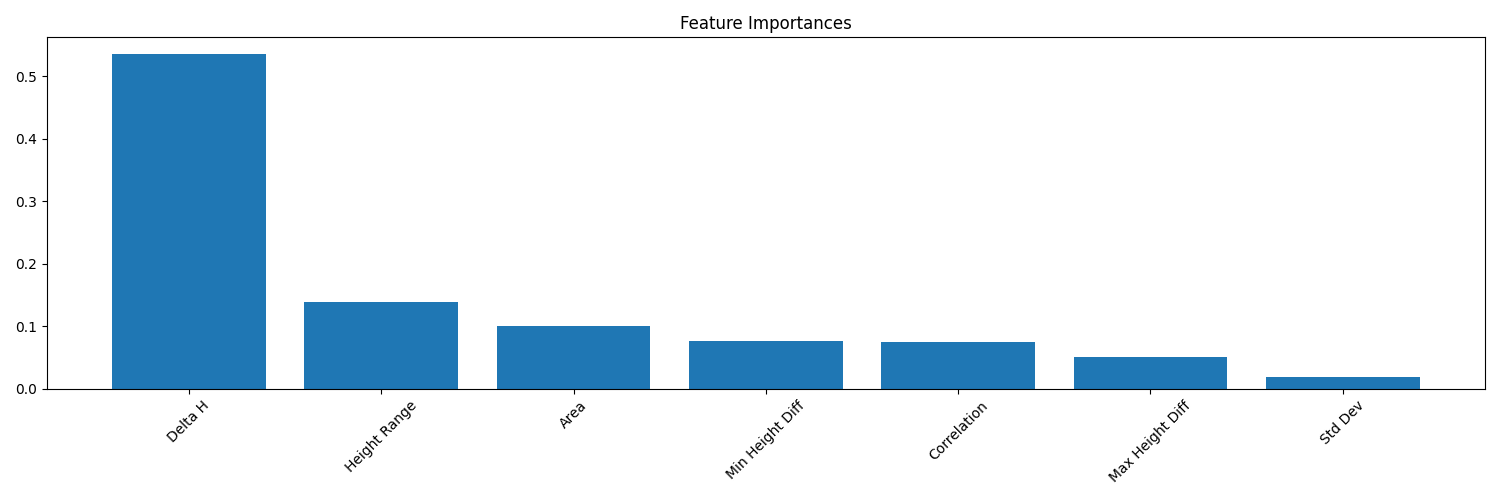 Feature Importances
0.5
0.4
0.3
0.2
0.1
0.0
Delta H
Height Range
Area
Min Height Diff
Correlation
Max Height Diff
Std Dev